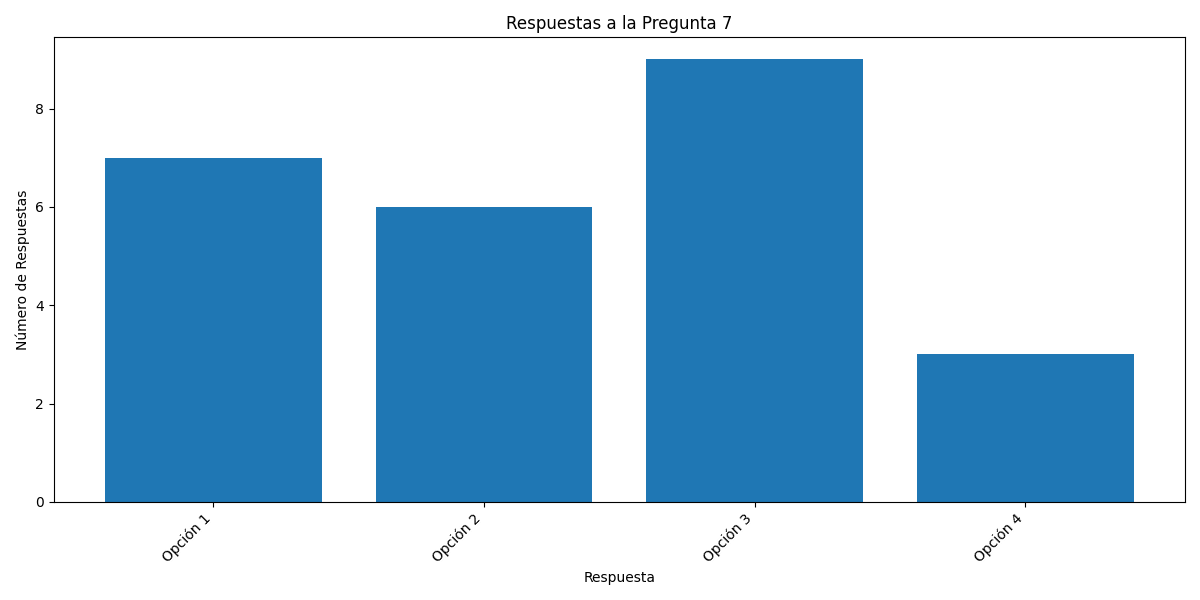 Respuestas a la Pregunta 7
Número de Respuestas
8
6
4
2
0
Opción 1
Opción 2
Opción 3
Opción 4
Respuesta